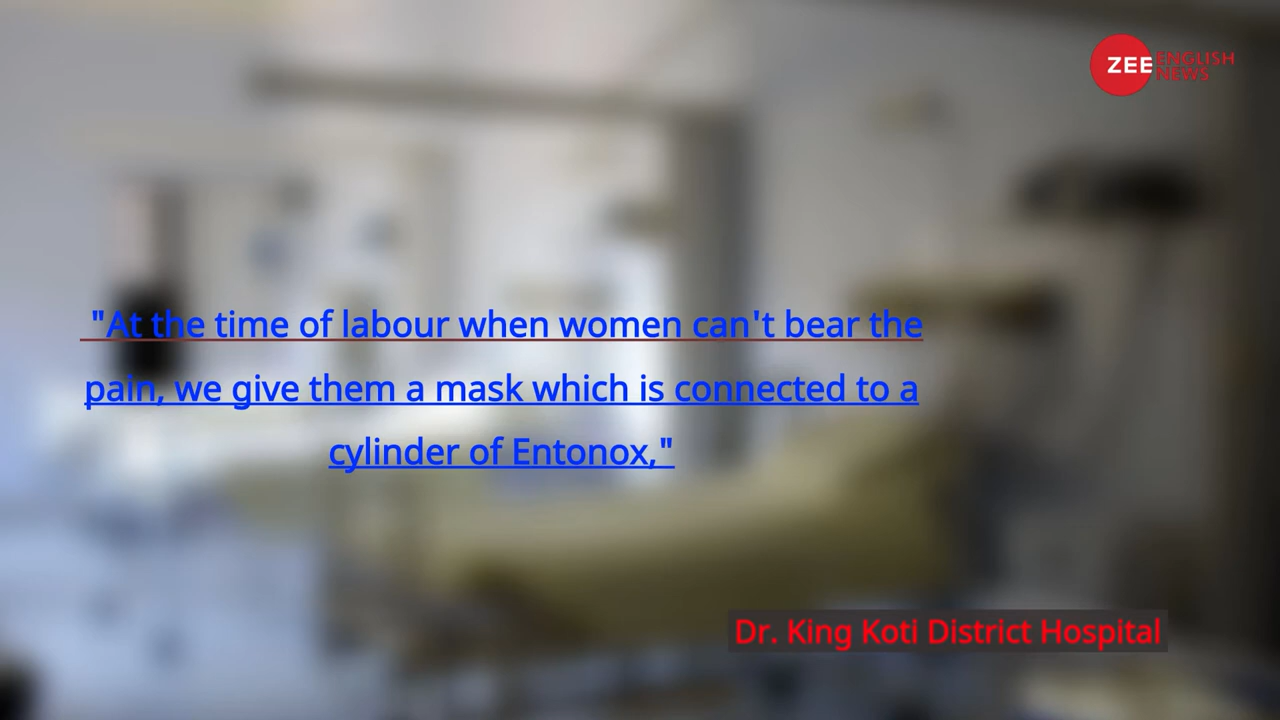 ZEE ENGLISH
NEWS
"At the time of labour when women can't bear the
pain, we give them a mask which is connected to a
cylinder of Entonox,"
Dr. King Koti District Hospital